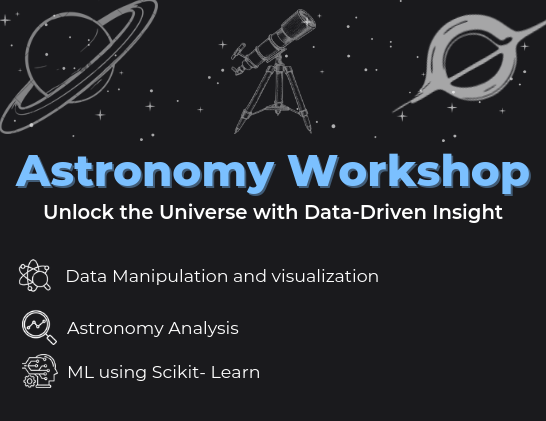 Astronomy Workshop
Unlock the Universe with Data-Driven Insight
Data Manipulation and visualization
Astronomy Analysis
ML using Scikit- Learn